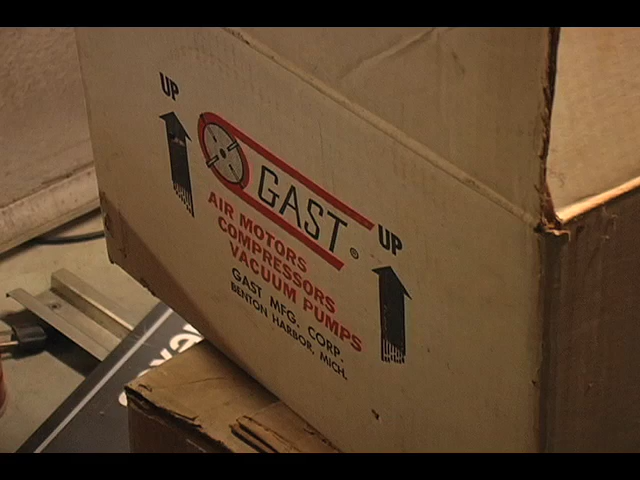 UP
GAST®
UP
AIR MOTORS
COMPRESSORS
VACUUM PUMPS
GAST MFG. CORP.
BENTON HARBOR, MICH.